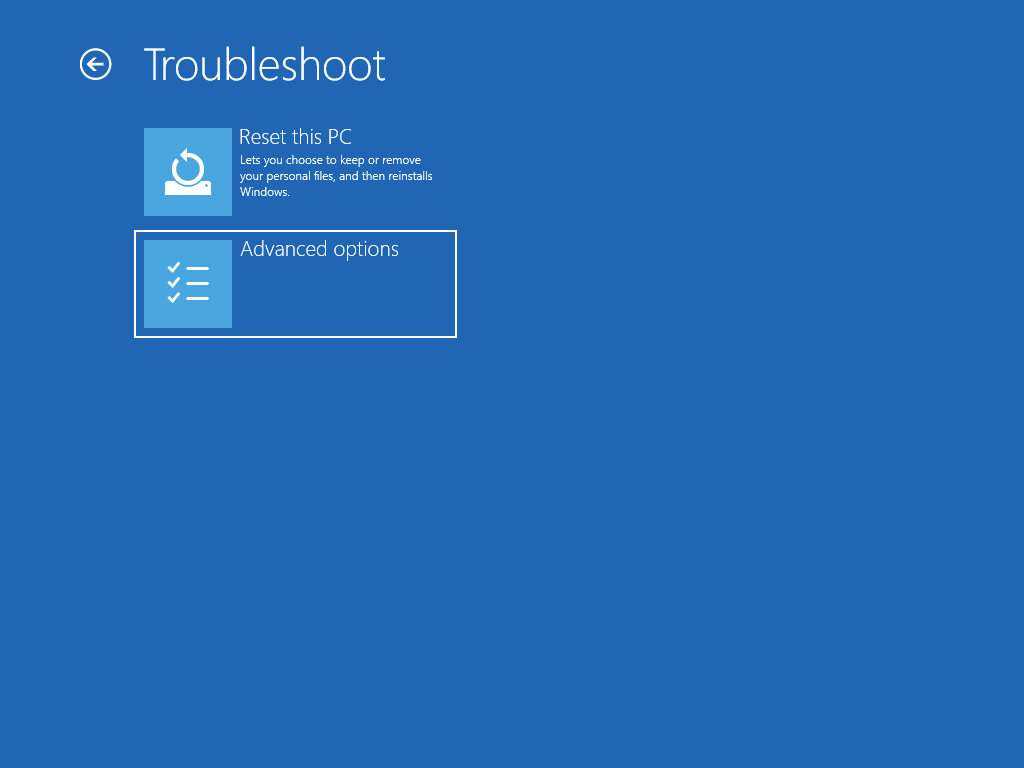 Troubleshoot
Reset this PC
Lets you choose to keep or remove
your personal files, and then reinstalls
Windows.
Advanced options